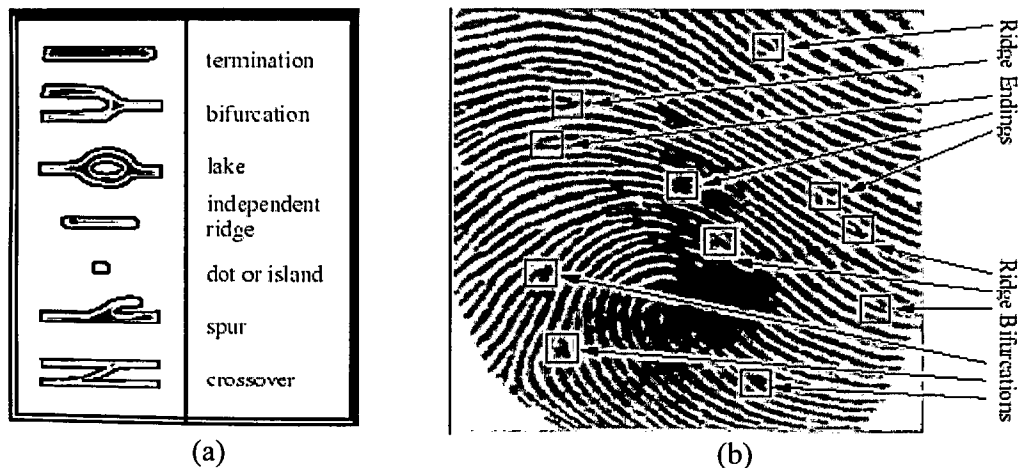 termination
bifurcation
lake
independent
ridge
dot or island
spur
crossover
(a)
Ridge Endings
Ridge Bifurcations
(b)